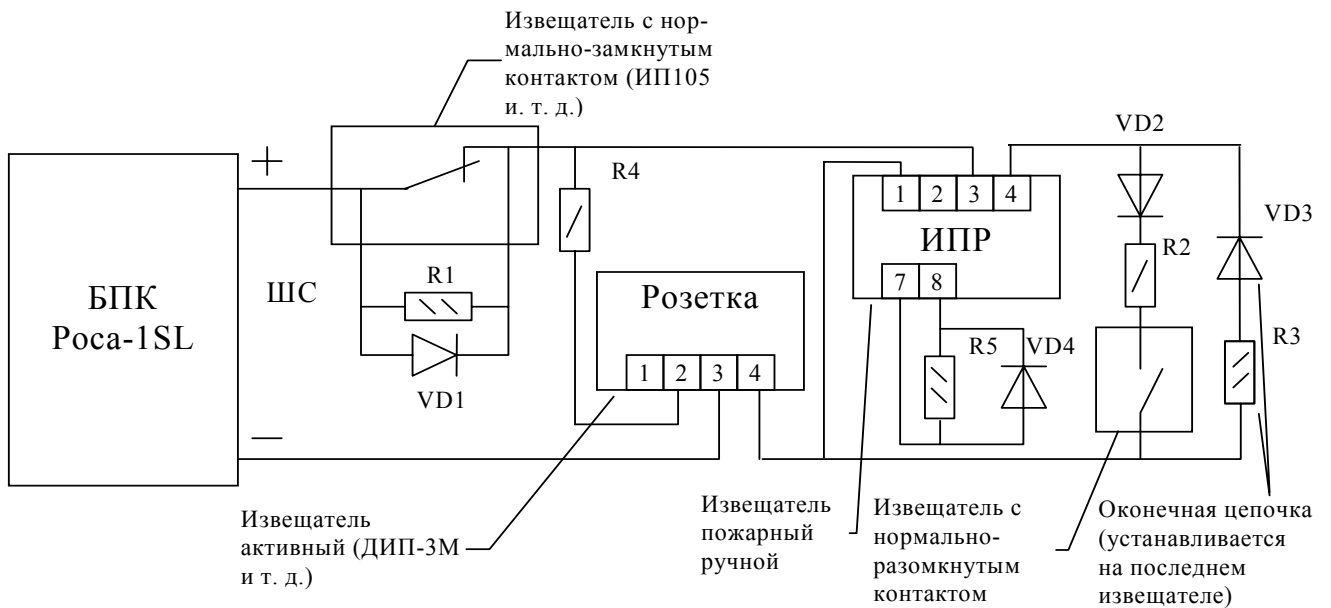 Извещатель с нор-
мально-замкнутым
контактом (ИП105
и. т. д.)
VD2
+
R4
1 2 3 4
VD3
ИПР
R2
БПК
Роса-1SL
ШС
R1
Розетка
7 8
R3
R5
VD4
VD1
1 2 3 4
—
Извещатель
активный (ДИП-3М
и т. д.)
Извещатель
пожарный
ручной
Извещатель с
нормально-
разомкнутым
контактом
Оконечная цепочка
(устанавливается
на последнем
извещателе)